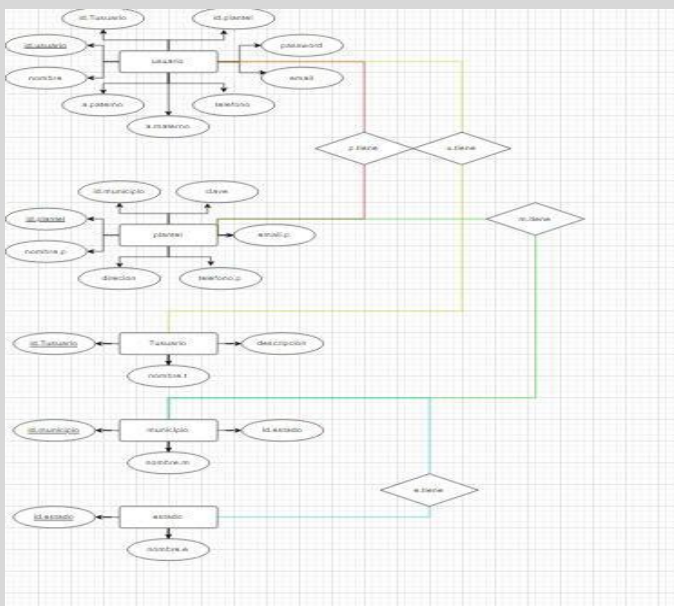 id.Tusuario
id.plantel
id.usuario
password
usuario
nombre
email
a.paterno
telefono
a.materno
p.tiene
u.tiene
id.municipio
clave
id.plantel
m.tiene
plantel
email.p
nombre.p
direcion
telefono.p
id.Tusuario
Tusuario
descripcion
nombre.t
id.municipio
municipio
id.estado
nombre.m
e.tiene
id.estado
estado
nombre.e